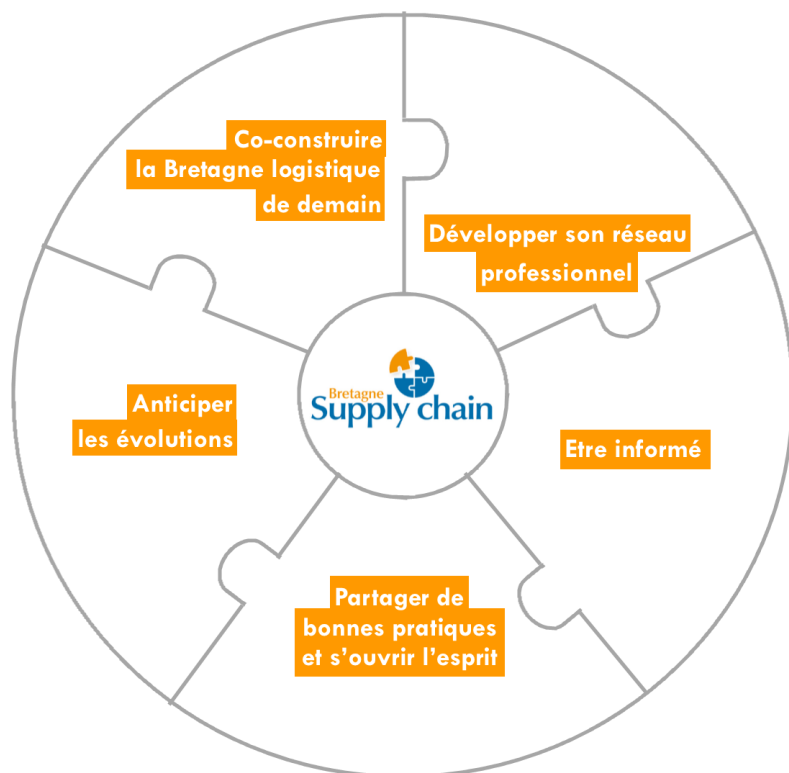 Co-construire
la Bretagne logistique
de demain
Développer son réseau
professionnel
Bretagne
Supply chain
Anticiper
les évolutions
Etre informé
Partager de
bonnes pratiques
et s’ouvrir l’esprit